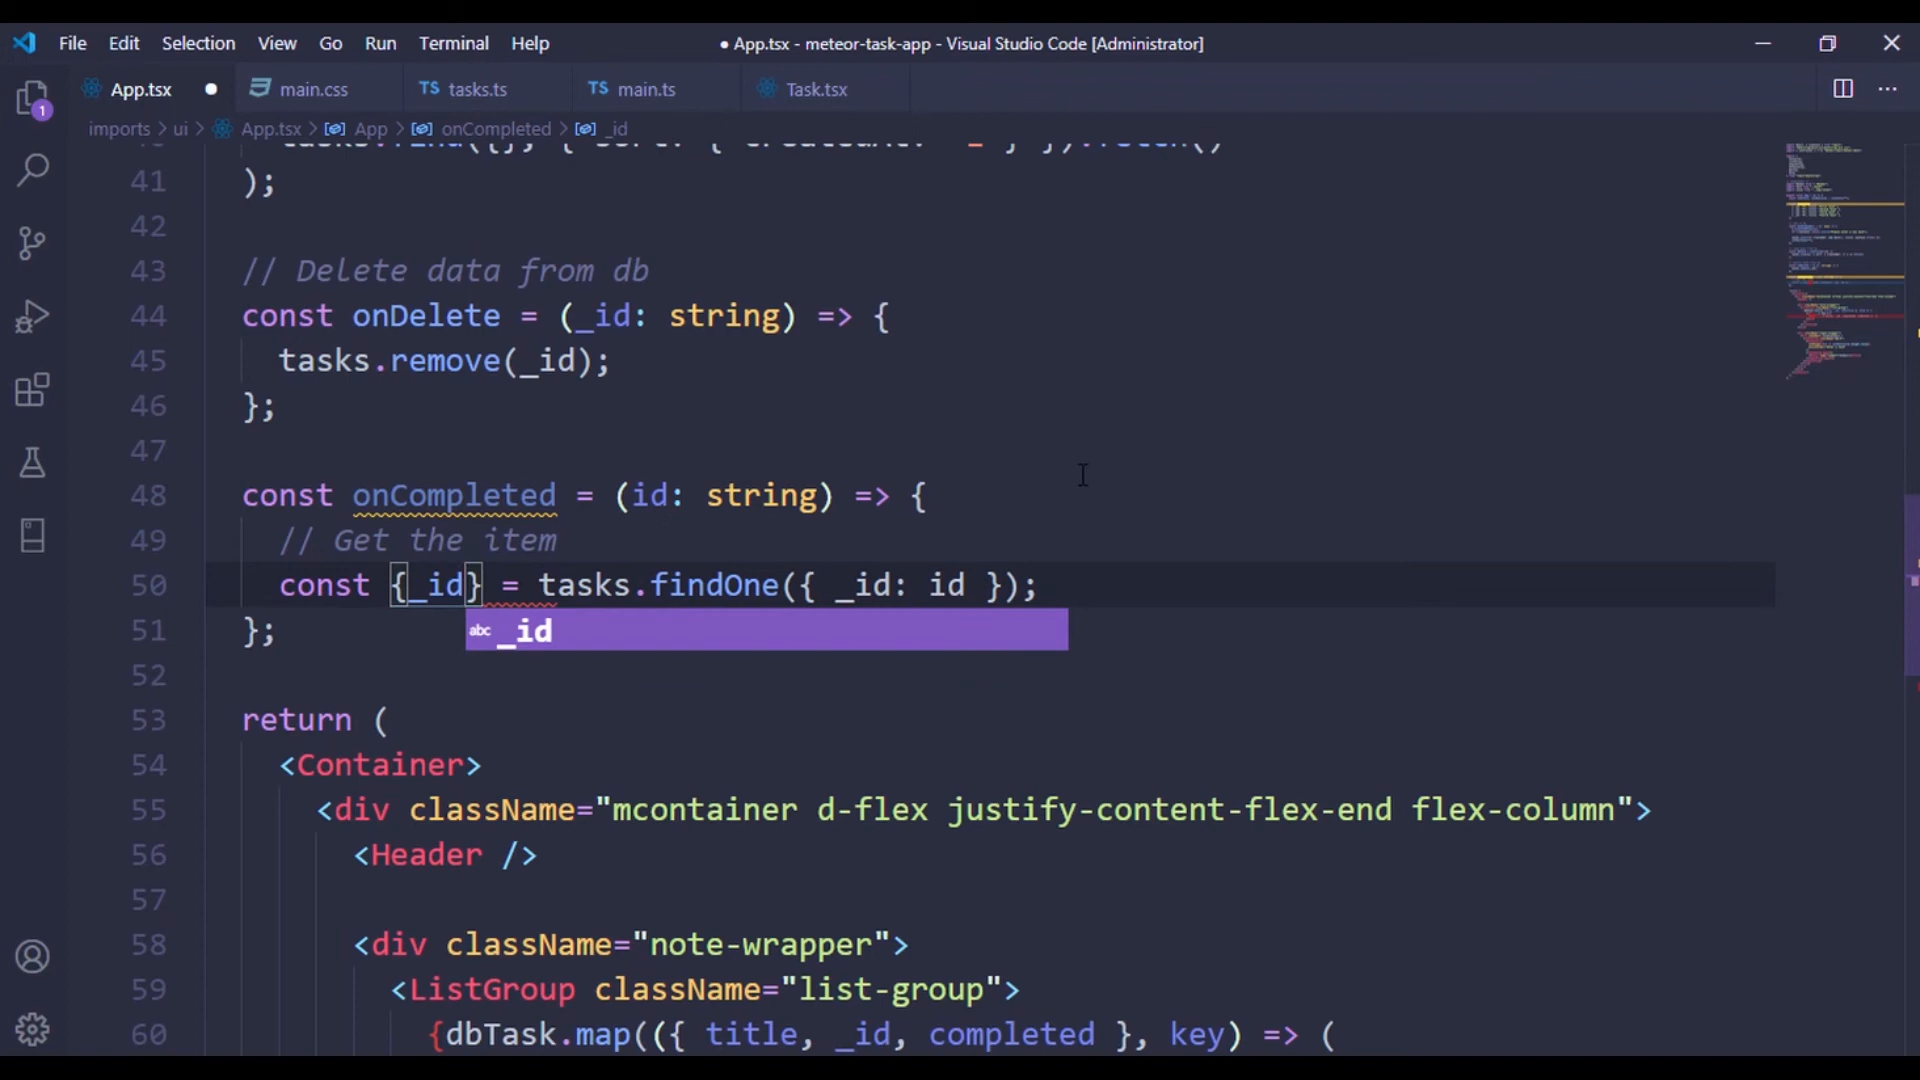 File Edit Selection View Go Run Terminal Help ● App.tsx - meteor-task-app - Visual Studio Code [Administrator]
App.tsx main.css TS tasks.ts TS main.ts Task.tsx
1
imports > ui > App.tsx > App > onCompleted > _id
41 );
42
43 // Delete data from db
44 const onDelete = (_id: string) => {
45 tasks.remove(_id);
46 };
47
48 const onCompleted = (id: string) => {
49 // Get the item
50 const {_id} = tasks.findOne({ _id: id });
51 };
abc _id
52
53 return (
54 <Container>
55 <div className="mcontainer d-flex justify-content-flex-end flex-column">
56 <Header />
57
58 <div className="note-wrapper">
59 <ListGroup className="list-group">
60 {dbTask.map(({ title, _id, completed }, key) => (